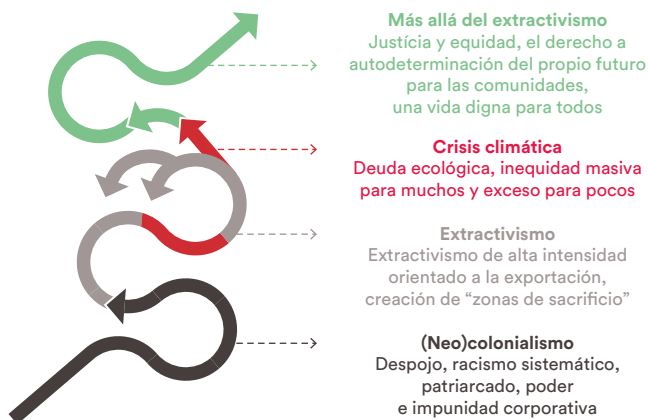 Más allá del extractivismo
Justícia y equidad, el derecho a
autodeterminación del propio futuro
para las comunidades,
una vida digna para todos
Crisis climática
Deuda ecológica, inequidad masiva
para muchos y exceso para pocos
Extractivismo
Extractivismo de alta intensidad
orientado a la exportación,
creación de “zonas de sacrificio”
(Neo)colonialismo
Despojo, racismo sistemático,
patriarcado, poder
e impunidad corporativa